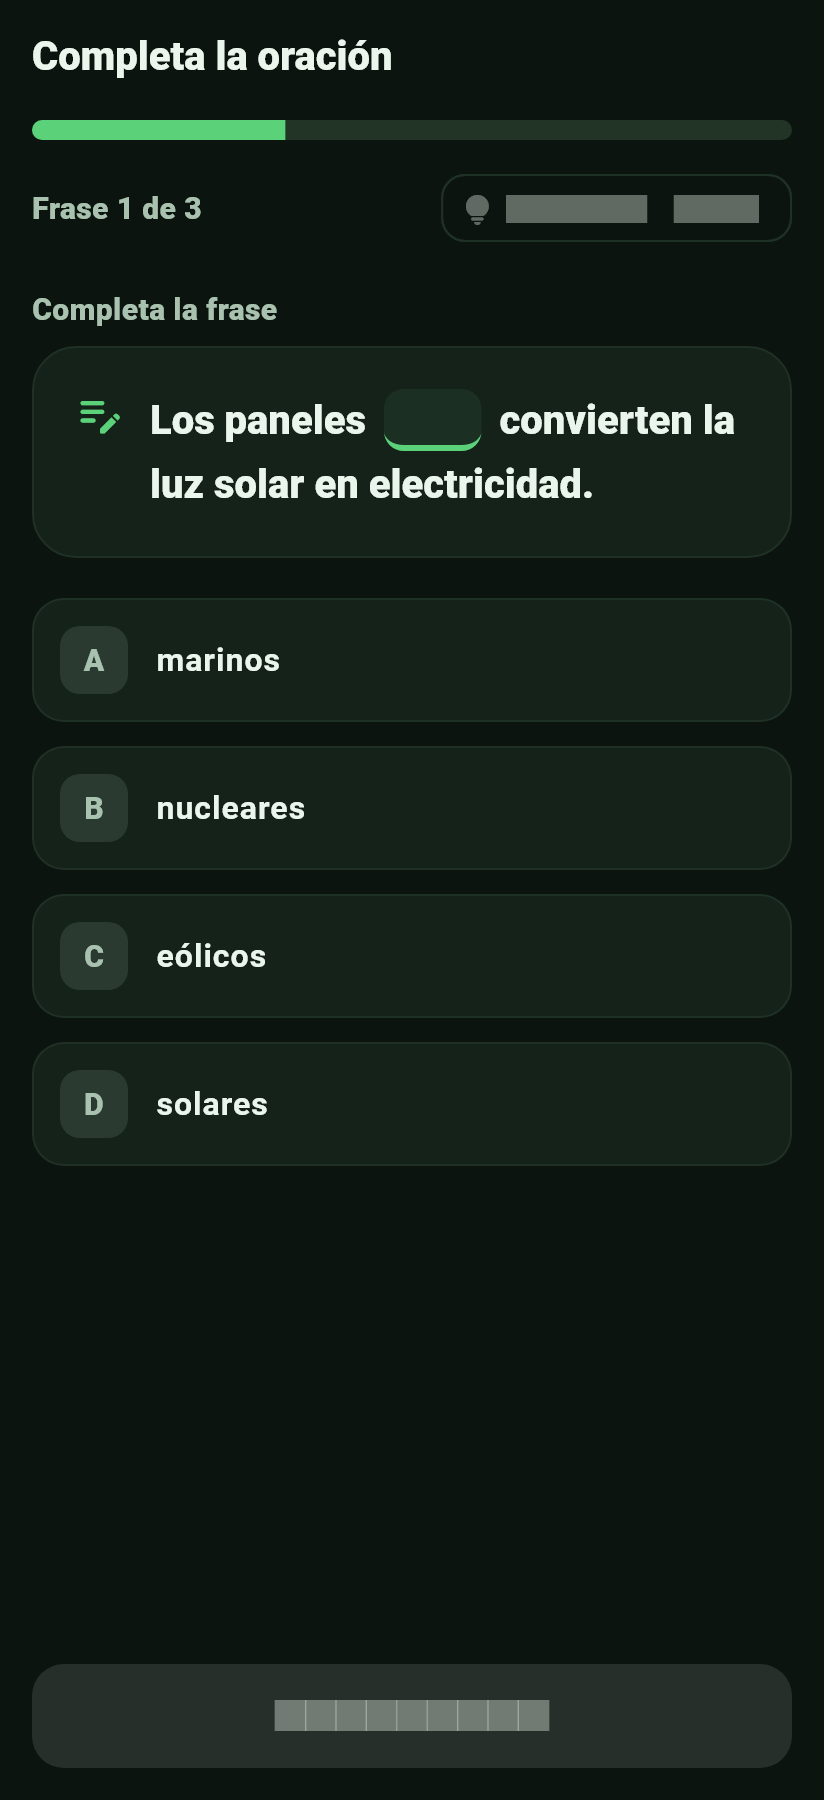 Completa la oración
Frase 1 de 3
Completa la frase
Los paneles convierten la
luz solar en electricidad.
A marinos
B nucleares
C eólicos
D solares